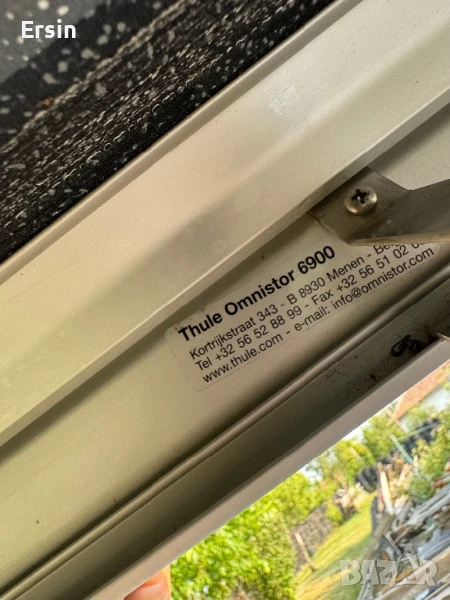 Ersin
Thule Omnistor 6900
Kortrijkstraat 343 - B 8930 Menen -
Tel +32 56 52 88 99 - Fax +32 56 51 02
www.thule.com - e-mail: info@omnistor.com
BAZAR